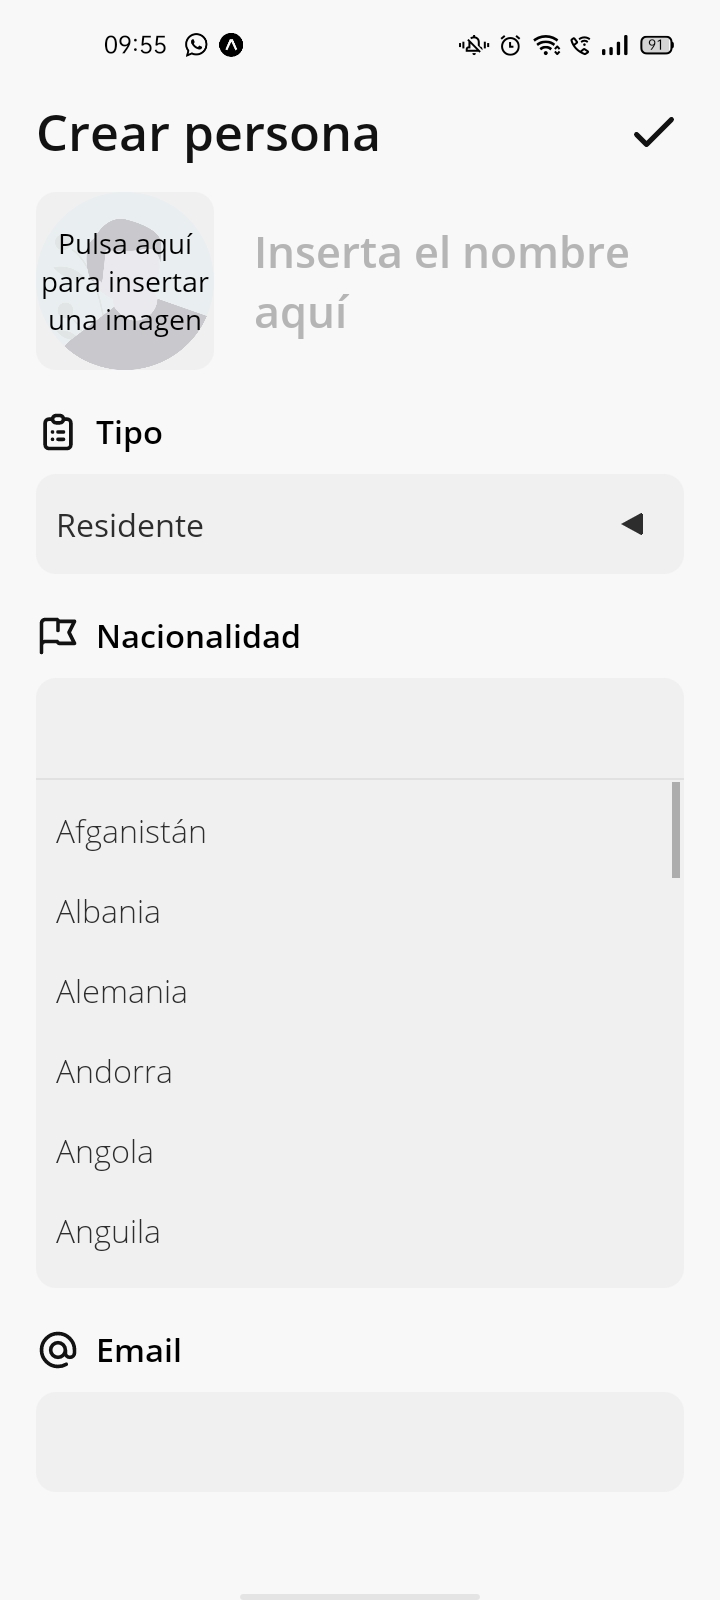 09:55
91
Crear persona
Pulsa aquí
para insertar
una imagen
Inserta el nombre
aquí
Tipo
Residente
Nacionalidad
Afganistán
Albania
Alemania
Andorra
Angola
Anguila
Email